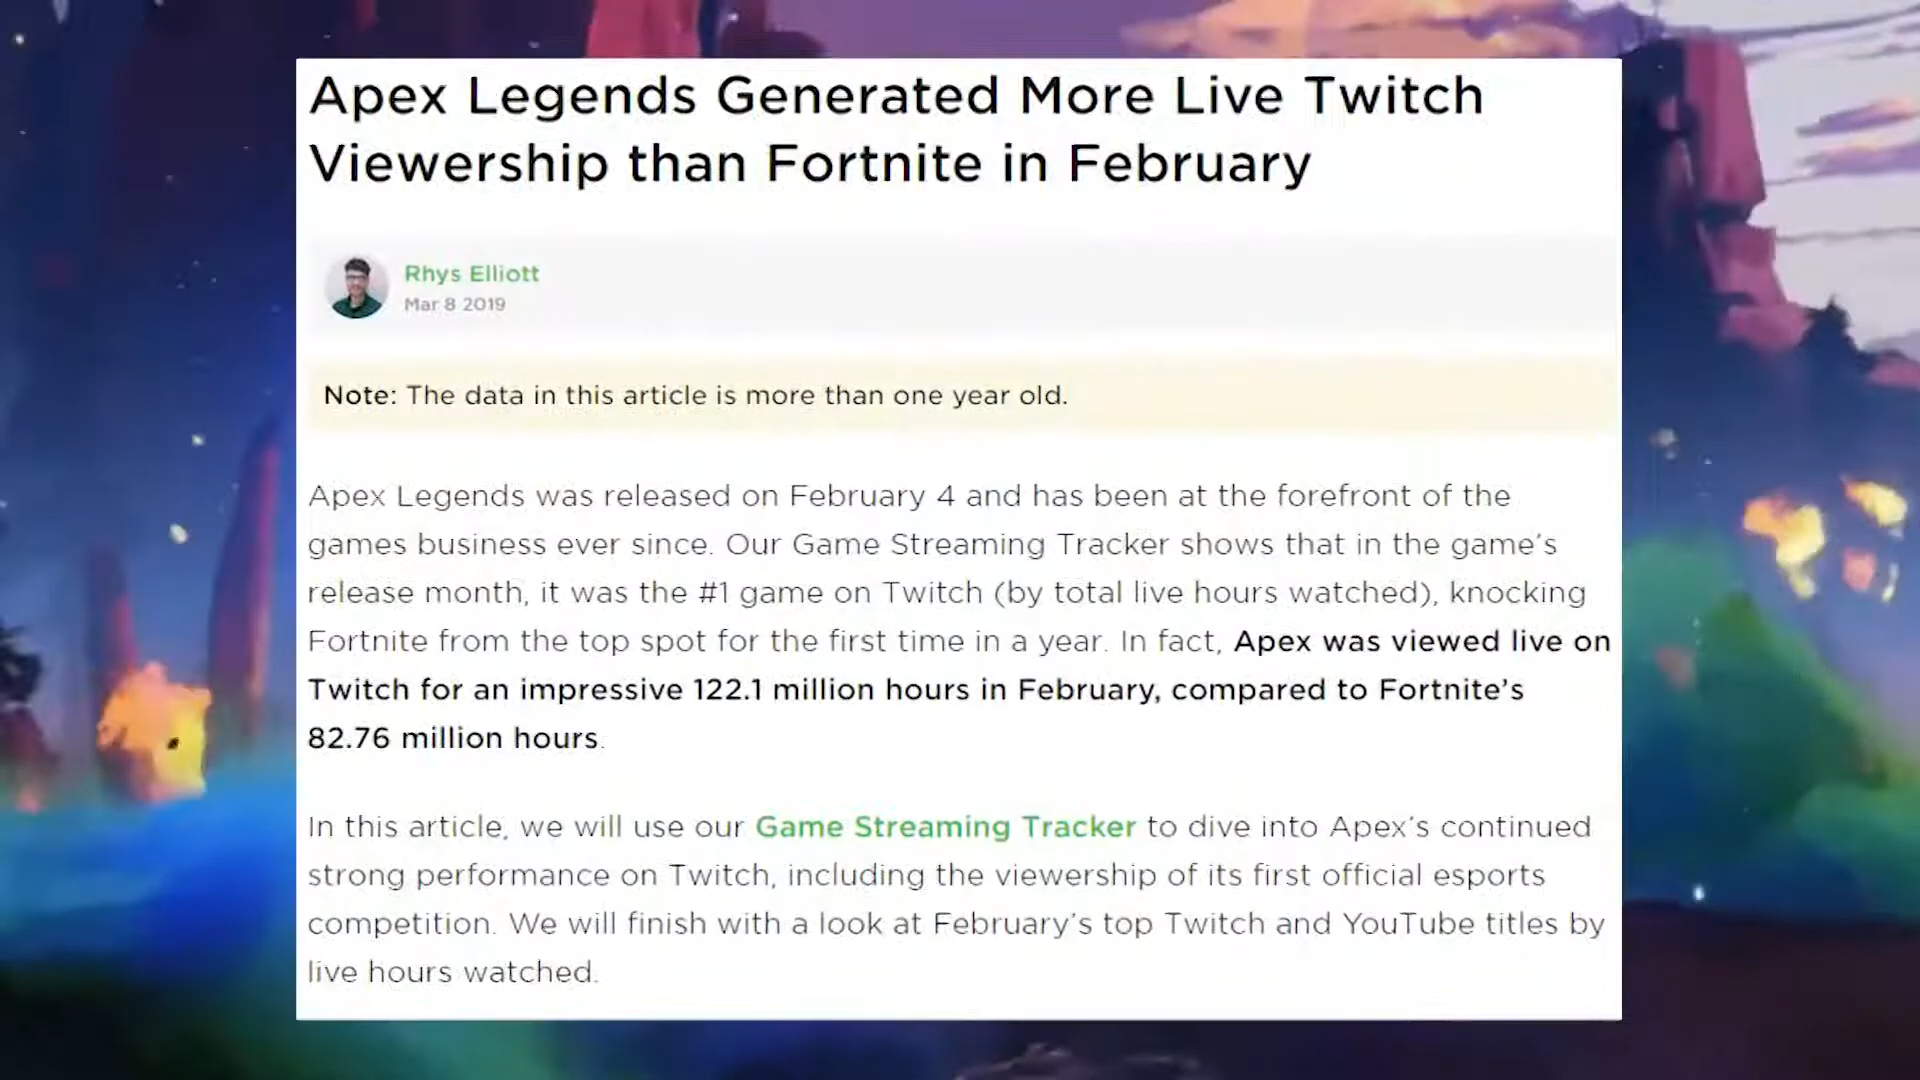 Apex Legends Generated More Live Twitch
Viewership than Fortnite in February
Rhys Elliott
Mar 8 2019
Note: The data in this article is more than one year old.
Apex Legends was released on February 4 and has been at the forefront of the
games business ever since. Our Game Streaming Tracker shows that in the game's
release month, it was the #1 game on Twitch (by total live hours watched), knocking
Fortnite from the top spot for the first time in a year. In fact, Apex was viewed live on
Twitch for an impressive 122.1 million hours in February, compared to Fortnite's
82.76 million hours.
In this article, we will use our Game Streaming Tracker to dive into Apex's continued
strong performance on Twitch, including the viewership of its first official esports
competition. We will finish with a look at February's top Twitch and YouTube titles by
live hours watched.